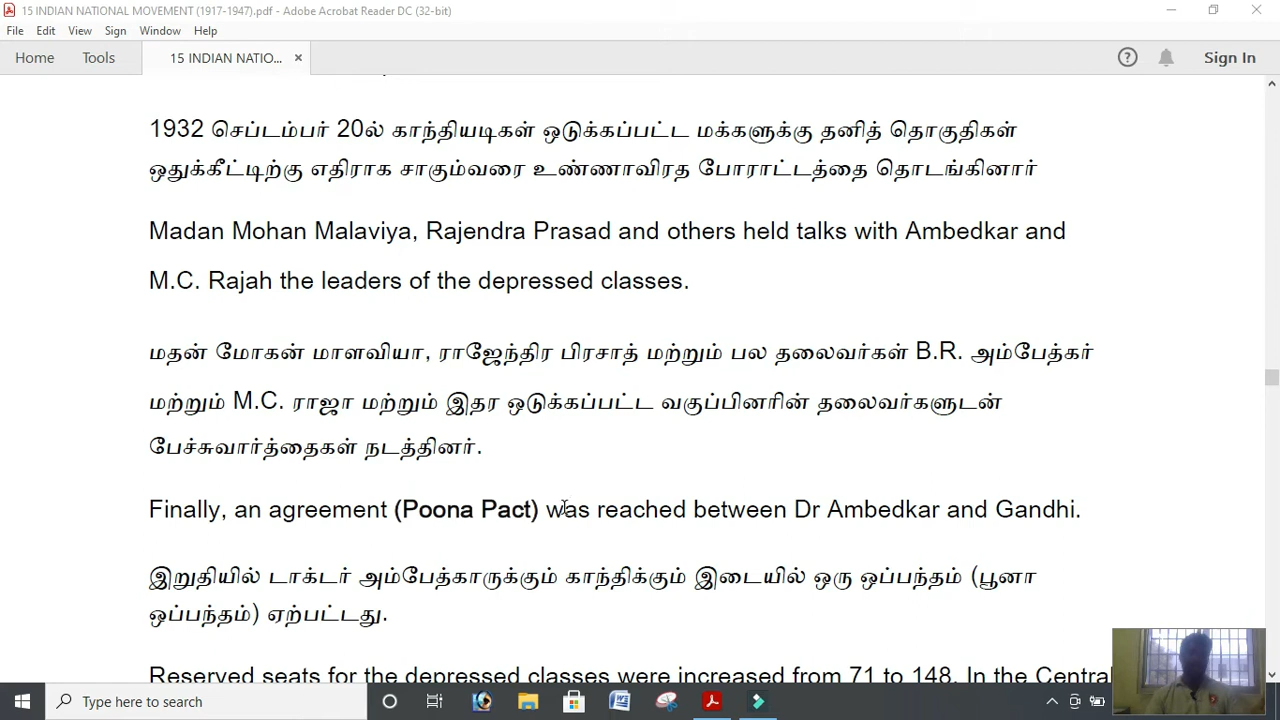 15 INDIAN NATIONAL MOVEMENT (1917-1947).pdf - Adobe Acrobat Reader DC (32-bit)
File Edit View Sign Window Help
Home Tools 15 INDIAN NATIO... Sign In
1932 செப்டம்பர் 20ல் காந்தியடிகள் ஒடுக்கப்பட்ட மக்களுக்கு தனித் தொகுதிகள்
ஒதுக்கீட்டிற்கு எதிராக சாகும்வரை உண்ணாவிரத போராட்டத்தை தொடங்கினார்
Madan Mohan Malaviya, Rajendra Prasad and others held talks with Ambedkar and
M.C. Rajah the leaders of the depressed classes.
மதன் மோகன் மாளவியா, ராஜேந்திர பிரசாத் மற்றும் பல தலைவர்கள் B.R. அம்பேத்கர்
மற்றும் M.C. ராஜா மற்றும் இதர ஒடுக்கப்பட்ட வகுப்பினரின் தலைவர்களுடன்
பேச்சுவார்த்தைகள் நடத்தினர்.
Finally, an agreement (Poona Pact) was reached between Dr Ambedkar and Gandhi.
இறுதியில் டாக்டர் அம்பேத்காருக்கும் காந்திக்கும் இடையில் ஒரு ஒப்பந்தம் (பூனா
ஒப்பந்தம்) ஏற்பட்டது.
Reserved seats for the depressed classes were increased from 71 to 148. In the Central
Type here to search